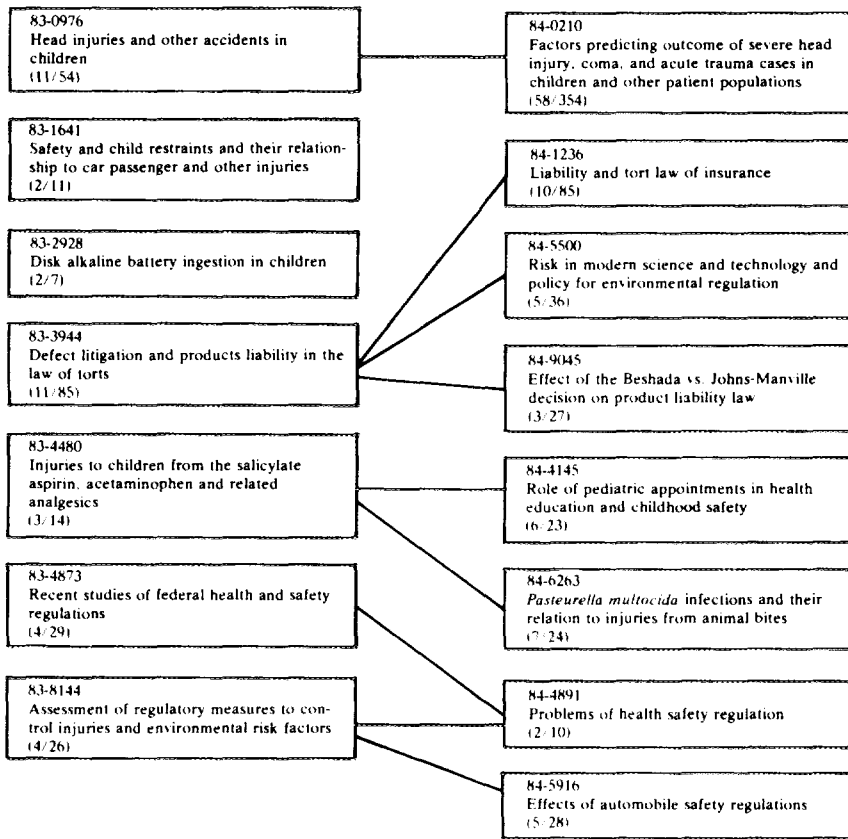 83-0976
Head injuries and other accidents in
children
(11/54)
83-1641
Safety and child restraints and their relation-
ship to car passenger and other injuries
(2/11)
83-2928
Disk alkaline battery ingestion in children
(2/7)
83-3944
Defect litigation and products liability in the
law of torts
(11/85)
83-4480
Injuries to children from the salicylate
aspirin, acetaminophen and related
analgesics
(3/14)
83-4873
Recent studies of federal health and safety
regulations
(4/29)
83-8144
Assessment of regulatory measures to con-
trol injuries and environmental risk factors
(4/26)
84-0210
Factors predicting outcome of severe head
injury, coma, and acute trauma cases in
children and other patient populations
(58/354)
84-1236
Liability and tort law of insurance
(10/85)
84-5500
Risk in modern science and technology and
policy for environmental regulation
(5/36)
84-9045
Effect of the Beshada vs. Johns-Manville
decision on product liability law
(3/27)
84-4145
Role of pediatric appointments in health
education and childhood safety
(6/23)
84-6263
Pasteurella multocida infections and their
relation to injuries from animal bites
(7/24)
84-4891
Problems of health safety regulation
(2/10)
84-5916
Effects of automobile safety regulations
(5/28)